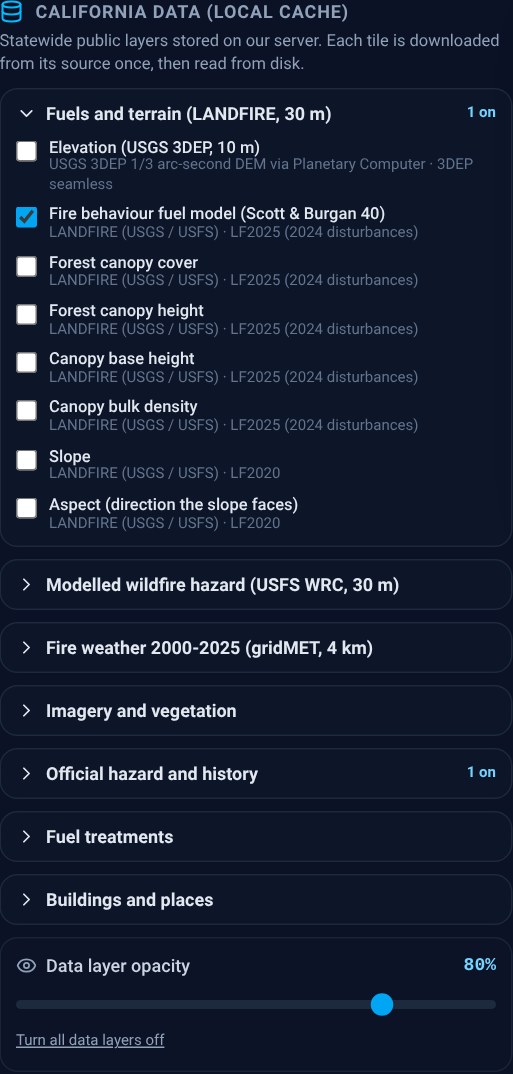 CALIFORNIA DATA (LOCAL CACHE)
Statewide public layers stored on our server. Each tile is downloaded
from its source once, then read from disk.
Fuels and terrain (LANDFIRE, 30 m)
1 on
Elevation (USGS 3DEP, 10 m)
USGS 3DEP 1/3 arc-second DEM via Planetary Computer · 3DEP
seamless
Fire behaviour fuel model (Scott & Burgan 40)
LANDFIRE (USGS / USFS) · LF2025 (2024 disturbances)
Forest canopy cover
LANDFIRE (USGS / USFS) · LF2025 (2024 disturbances)
Forest canopy height
LANDFIRE (USGS / USFS) · LF2025 (2024 disturbances)
Canopy base height
LANDFIRE (USGS / USFS) · LF2025 (2024 disturbances)
Canopy bulk density
LANDFIRE (USGS / USFS) · LF2025 (2024 disturbances)
Slope
LANDFIRE (USGS / USFS) · LF2020
Aspect (direction the slope faces)
LANDFIRE (USGS / USFS) · LF2020
Modelled wildfire hazard (USFS WRC, 30 m)
Fire weather 2000-2025 (gridMET, 4 km)
Imagery and vegetation
Official hazard and history
1 on
Fuel treatments
Buildings and places
Data layer opacity
80%
Turn all data layers off